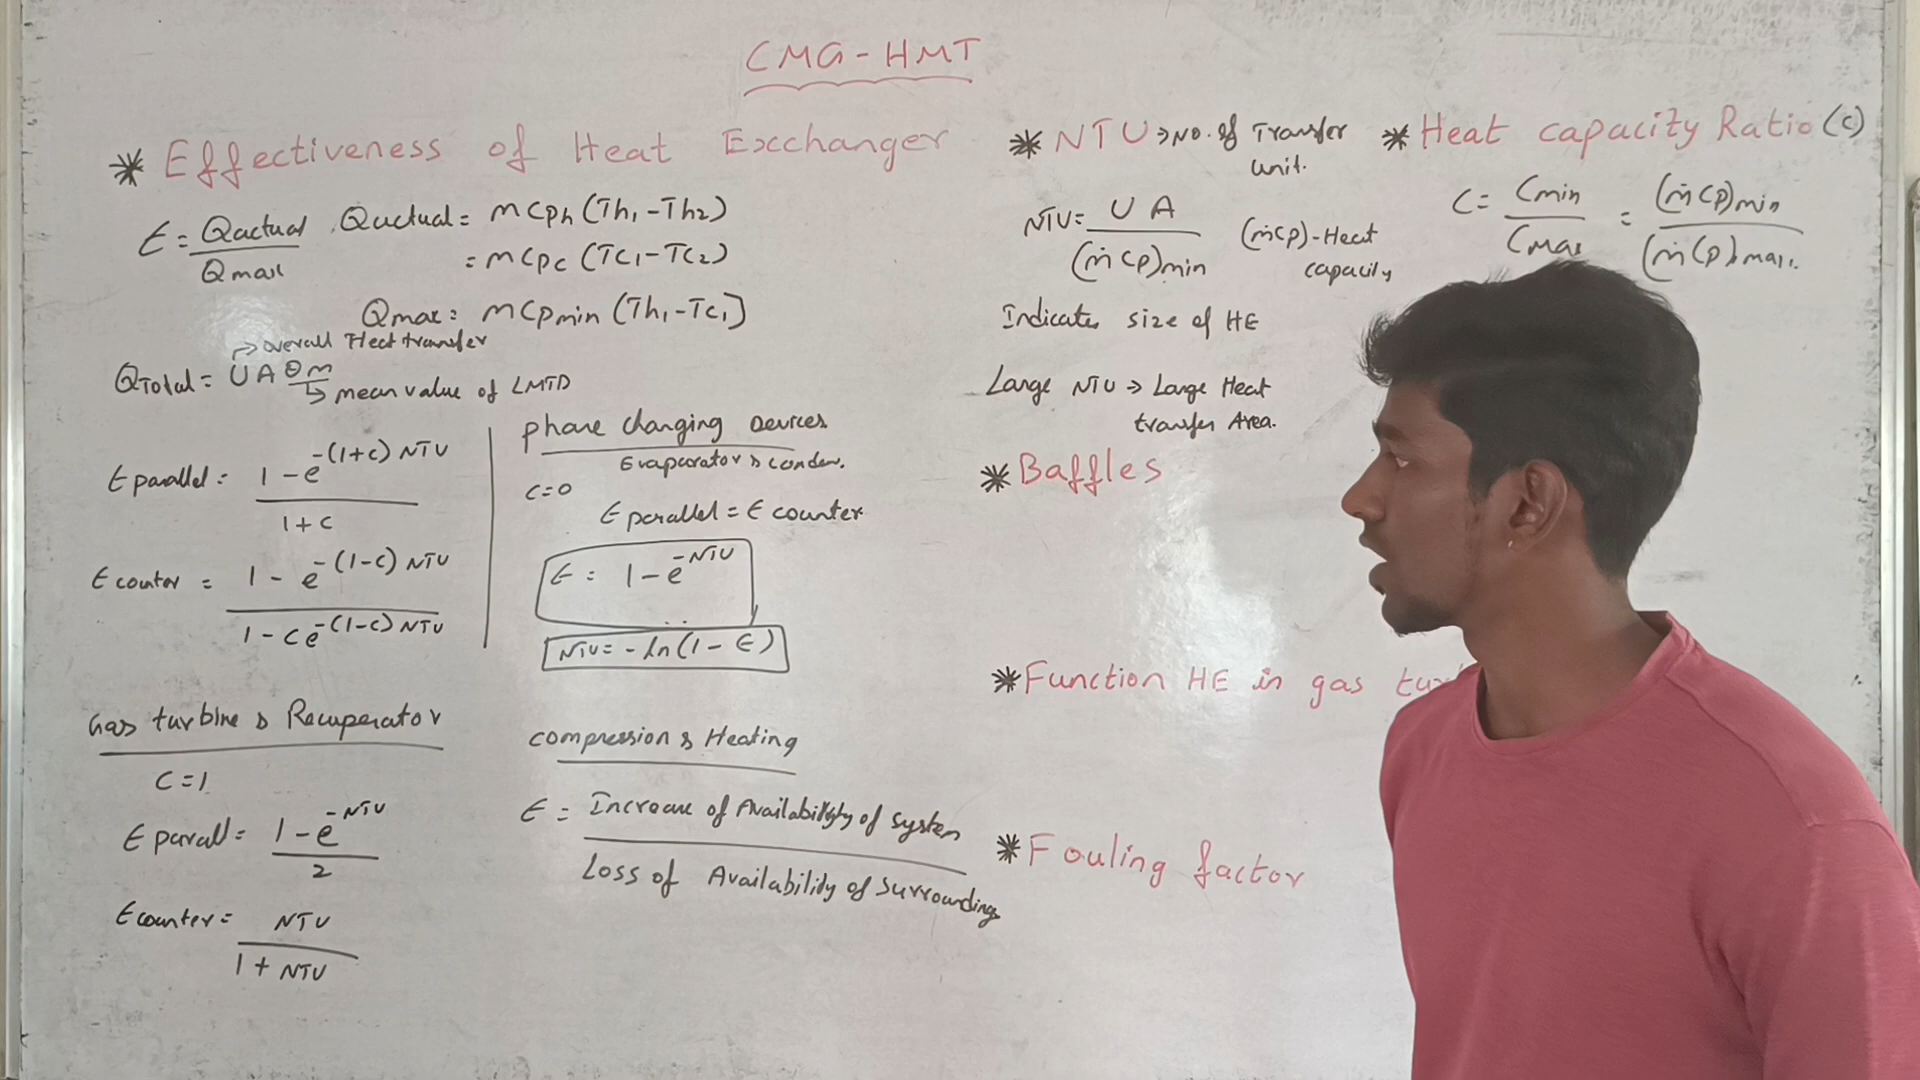 CMG-HMT
* Effectiveness of Heat Excchanger
Є = Qactual / Qmax , Qactual = mcph (Th1-Th2)
= mcpc (Tc1-Tc2)
Qmax = mcpmin (Th1-Tc1)
→ overall Heat transfer
QTotal = UAΘm
↳ mean value of LMTD
Є parallel = 1-e^-(1+c) NTU / 1+c
Є counter = 1-e^-(1-c) NTU / 1-ce^-(1-c) NTU
phase changing Devices
Evaparator & conden.
c=0
Є parallel = Є counter
Є = 1-e^-NTU
NTU = -ln(1-Є)
Gas turbine & Recuperator
C=1
Є parall = 1-e^-NTU / 2
Є counter = NTU / 1+NTU
compression & Heating
Є = Increase of Availability of system / Loss of Availability of surroundings
* NTU → No. of Transfer
unit.
NTU = UA / (ṁcp)min
(ṁcp)-Heat
capacity
Indicates size of HE
Large NTU → Large Heat
transfer Area.
* Heat capacity Ratio (c)
C = Cmin / Cmax = (ṁCp)min / (ṁCp)max.
* Baffles
* Function HE in gas tur
* Fouling factor